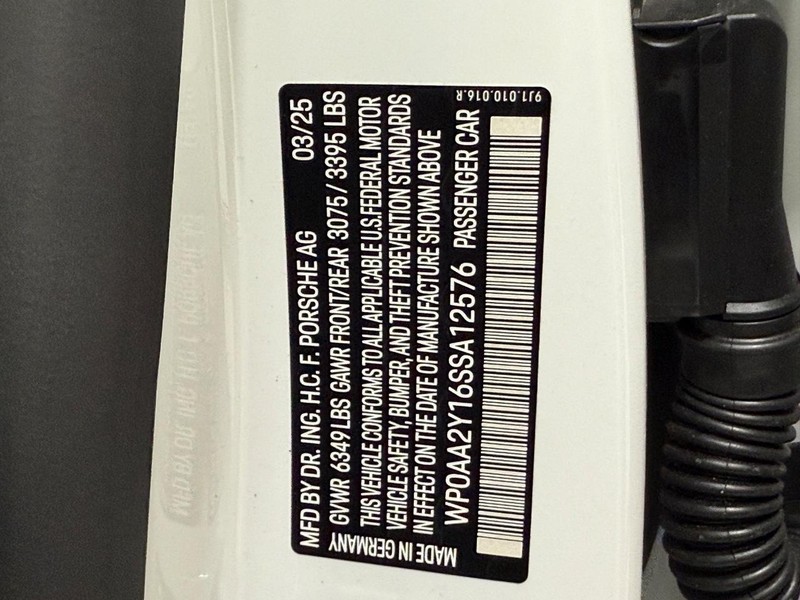 MFD BY DR. ING. H.C. F. PORSCHE AG 03/25
GVWR 6349 LBS GAWR FRONT/REAR 3075 / 3395 LBS
THIS VEHICLE CONFORMS TO ALL APPLICABLE U.S. FEDERAL MOTOR
VEHICLE SAFETY, BUMPER, AND THEFT PREVENTION STANDARDS
IN EFFECT ON THE DATE OF MANUFACTURE SHOWN ABOVE
WP0AA2Y16SSA12576 PASSENGER CAR
MADE IN GERMANY
9J1.010.016.R